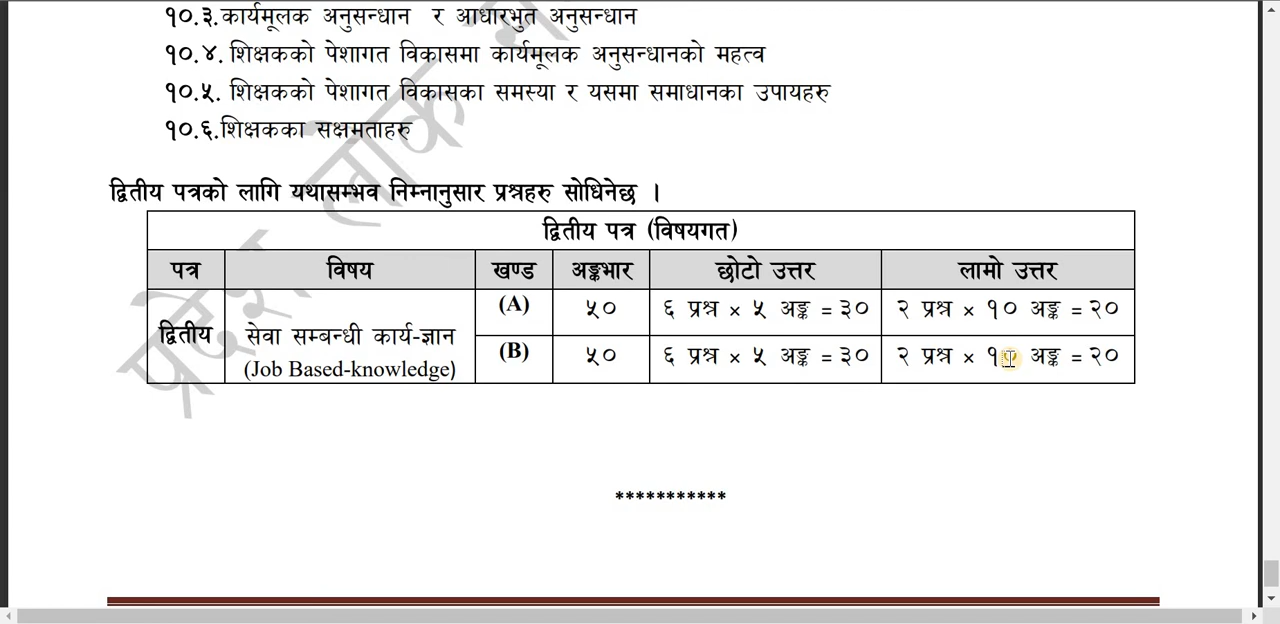 १०.३.कार्यमूलक अनुसन्धान र आधारभुत अनुसन्धान
१०.४. शिक्षकको पेशागत विकासमा कार्यमूलक अनुसन्धानको महत्व
१०.५. शिक्षकको पेशागत विकासका समस्या र यसमा समाधानका उपायहरु
१०.६.शिक्षकका सक्षमताहरु
द्वितीय पत्रको लागि यथासम्भव निम्नानुसार प्रश्नहरु सोधिनेछ ।
द्वितीय पत्र (विषयगत)
पत्र विषय खण्ड अङ्कभार छोटो उत्तर लामो उत्तर
द्वितीय सेवा सम्बन्धी कार्य-ज्ञान (A) ५० ६ प्रश्न × ५ अङ्क = ३० २ प्रश्न × १० अङ्क = २०
(Job Based-knowledge) (B) ५० ६ प्रश्न × ५ अङ्क = ३० २ प्रश्न × १० अङ्क = २०
***********
प्रदेश लोक